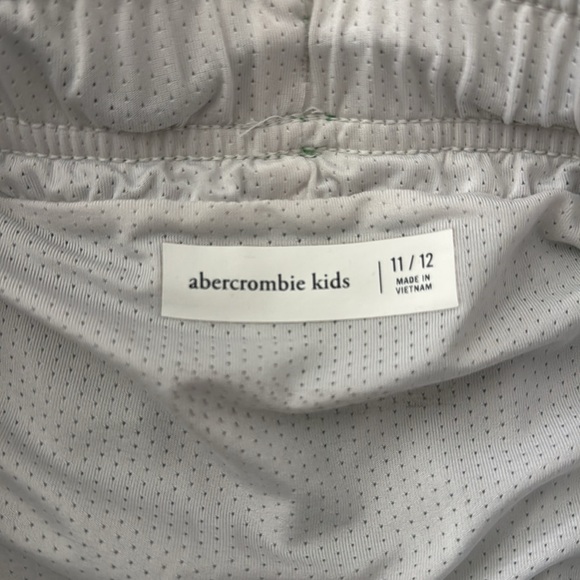 abercrombie kids
11 / 12
MADE IN
VIETNAM